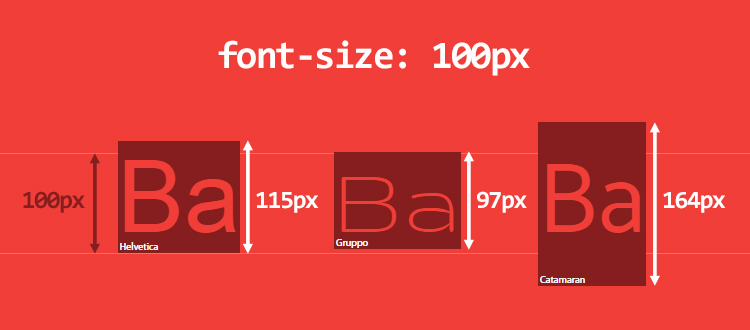 font-size: 100px
100px
Ba
Helvetica
115px
Ba
Gruppo
97px
Ba
Catamaran
164px